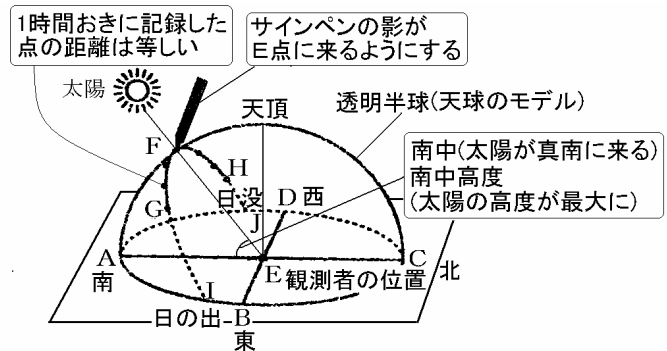 1時間おきに記録した
点の距離は等しい
サインペンの影が
E点に来るようにする
太陽
天頂
透明半球(天球のモデル)
F
H
南中(太陽が真南に来る)
南中高度
(太陽の高度が最大に)
日没
D 西
G
J
A
南
C
北
E
観測者の位置
I
日の出
B
東